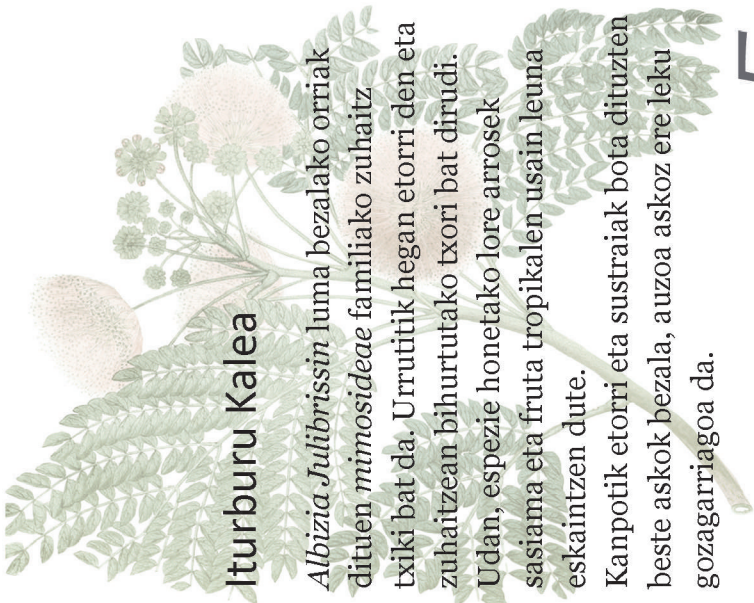 Iturburu Kalea
Albizia Julibrissin luma bezalako orriak
dituen mimosideae familiako zuhaitz
txiki bat da. Urrutitik hegan etorri den eta
zuhaitzean bihurtutako txori bat dirudi.
Udan, espezie honetako lore arrosek
sasiama eta fruta tropikalen usain leuna
eskaintzen dute.
Kanpotik etorri eta sustraiak bota dituzten
beste askok bezala, auzoa askoz ere leku
gozagarriagoa da.